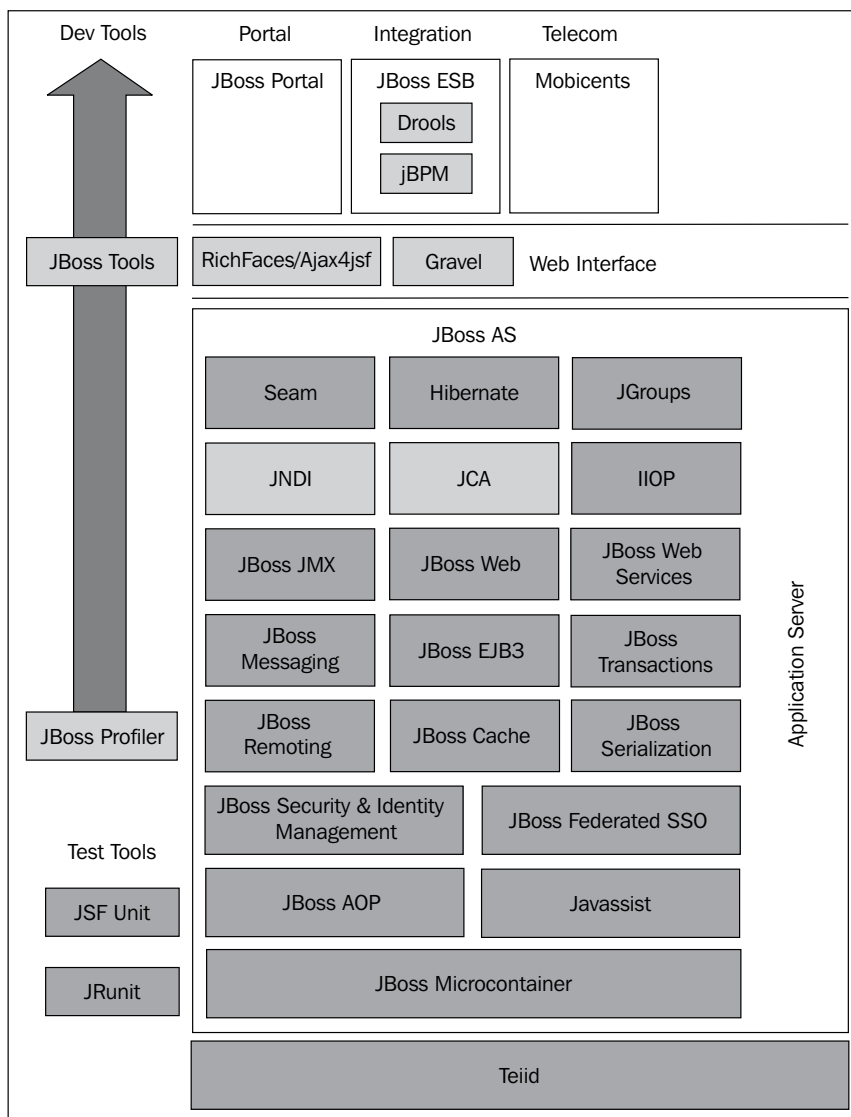 Dev Tools
Portal
Integration
Telecom
JBoss Portal
JBoss ESB
Drools
jBPM
Mobicents
JBoss Tools
RichFaces/Ajax4jsf
Gravel
Web Interface
JBoss AS
Seam
Hibernate
JGroups
JNDI
JCA
IIOP
JBoss JMX
JBoss Web
JBoss Web
Services
JBoss
Messaging
JBoss EJB3
JBoss
Transactions
JBoss Profiler
JBoss
Remoting
JBoss Cache
JBoss
Serialization
Application Server
JBoss Security & Identity
Management
JBoss Federated SSO
Test Tools
JSF Unit
JBoss AOP
Javassist
JRunit
JBoss Microcontainer
Teiid